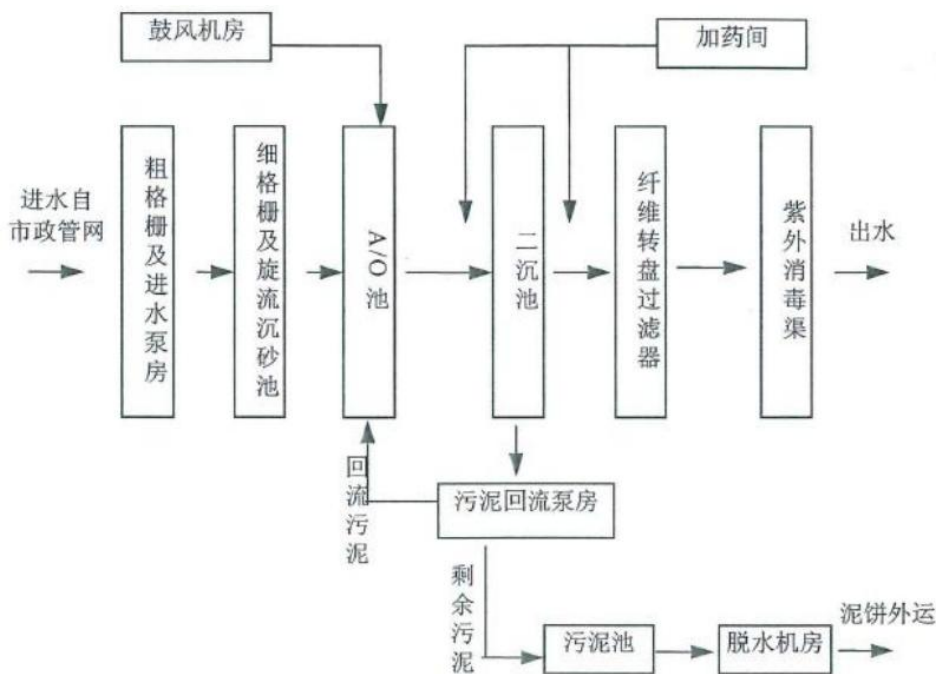 鼓风机房
加药间
进水自
市政管网
粗格栅及进水泵房
细格栅及旋流沉砂池
A/O池
二沉池
纤维转盘过滤器
紫外消毒渠
出水
回流污泥
污泥回流泵房
剩余污泥
污泥池
脱水机房
泥饼外运